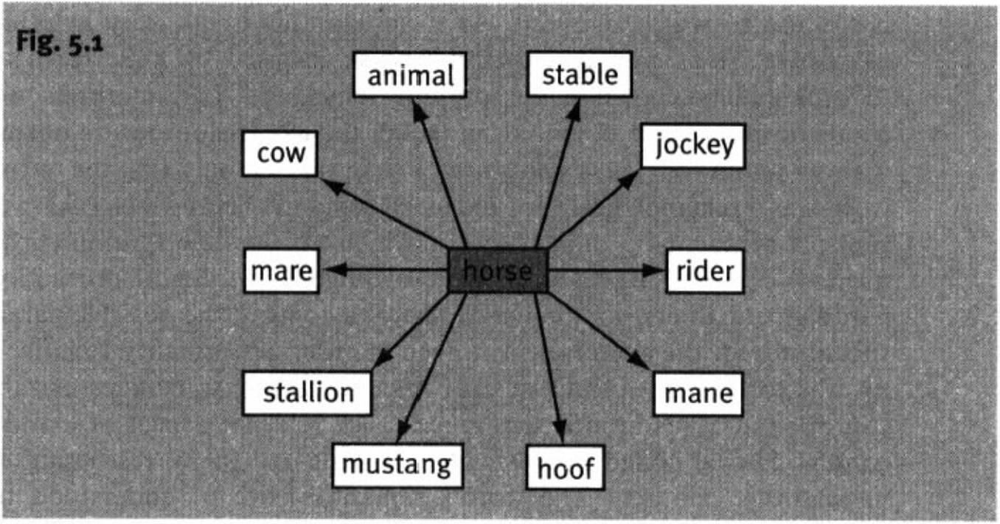 Fig. 5.1
animal
stable
cow
jockey
mare
horse
rider
stallion
mane
mustang
hoof